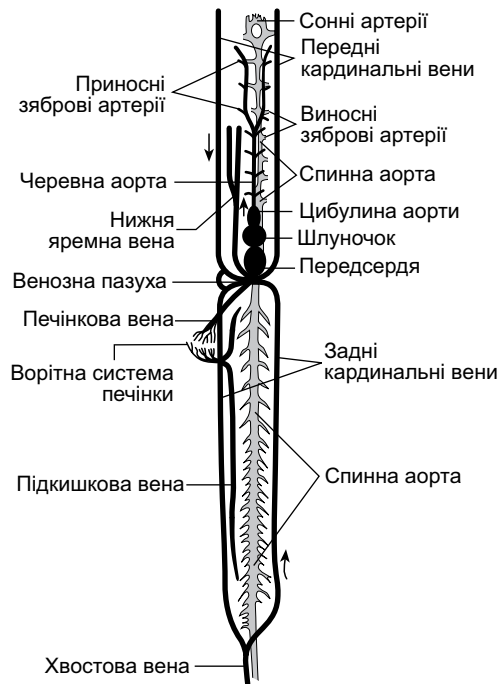 Сонні артерії
Передні
кардинальні вени
Приносні
зяброві артерії
Виносні
зяброві артерії
Черевна аорта
Спинна аорта
Нижня
яремна вена
Цибулина аорти
Шлуночок
Передсердя
Венозна пазуха
Печінкова вена
Ворітна система
печінки
Задні
кардинальні вени
Підкишкова вена
Спинна аорта
Хвостова вена